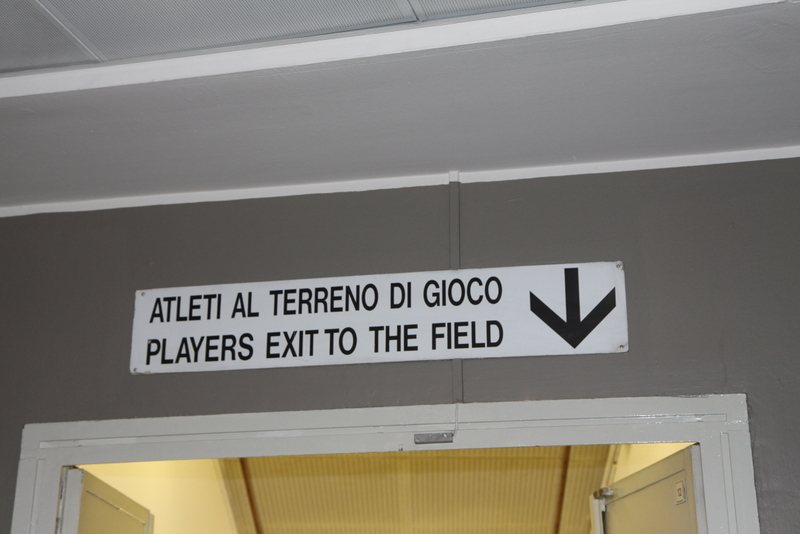 ATLETI AL TERRENO DI GIOCO
PLAYERS EXIT TO THE FIELD